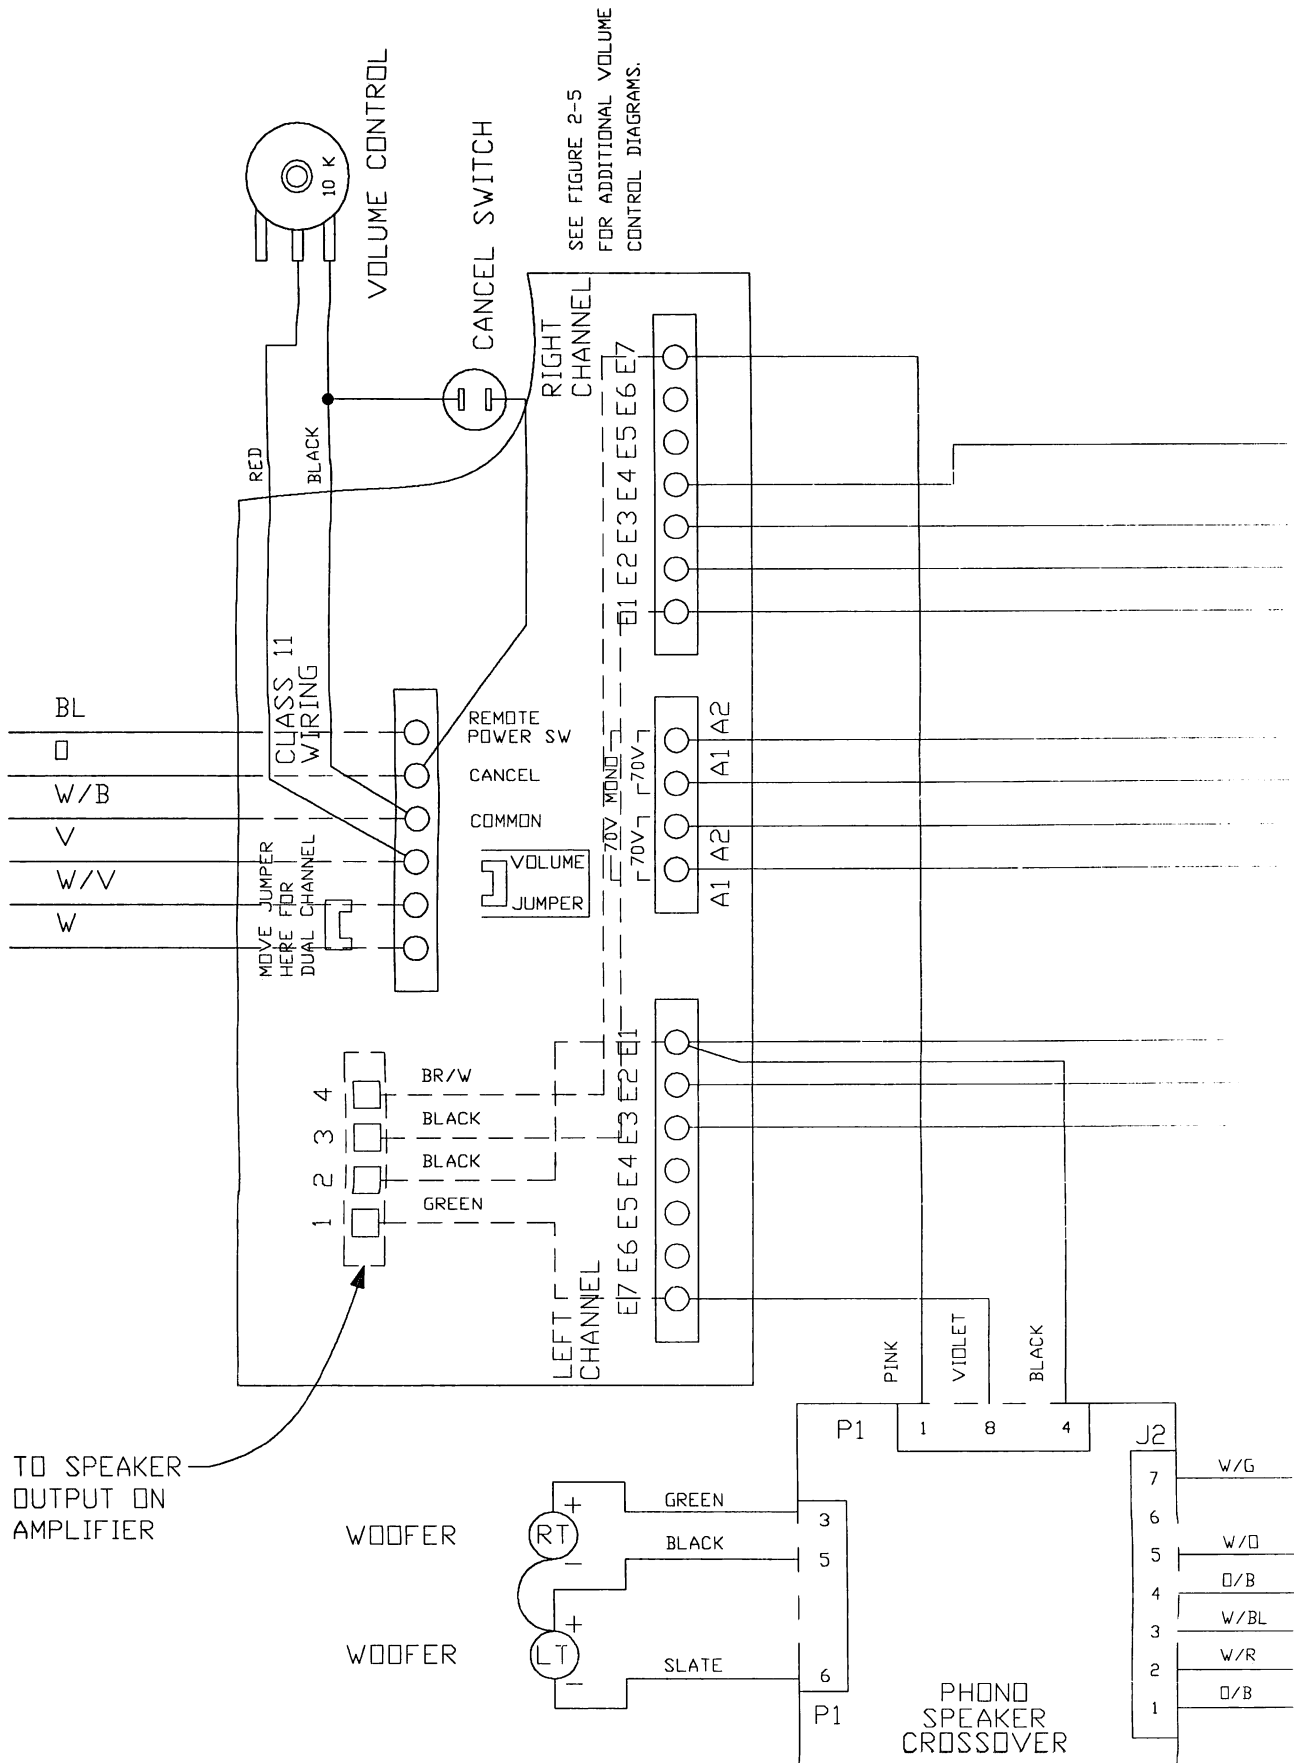 VOLUME CONTROL
10 K
CANCEL SWITCH
SEE FIGURE 2-5
FOR ADDITIONAL VOLUME
CONTROL DIAGRAMS.
RED
BLACK
RIGHT
CHANNEL
E1 E2 E3 E4 E5 E6 E7
CLASS 11
WIRING
BL
O
W/B
V
W/V
W
REMOTE
POWER SW
CANCEL
COMMON
VOLUME
JUMPER
MOVE JUMPER
HERE FOR
DUAL CHANNEL
70V MONO
70V
70V
A1 A2
A1 A2
4
3
2
1
BR/W
BLACK
BLACK
GREEN
E7 E6 E5 E4 E3 E2 E1
LEFT
CHANNEL
PINK
VIOLET
BLACK
TO SPEAKER
OUTPUT ON
AMPLIFIER
P1
1 8 4
J2
7 W/G
6
5 W/O
4 O/B
3 W/BL
2 W/R
1 O/B
WOOFER
RT
+
-
GREEN
3
BLACK
5
WOOFER
LT
+
-
SLATE
6
P1
PHONO
SPEAKER
CROSSOVER